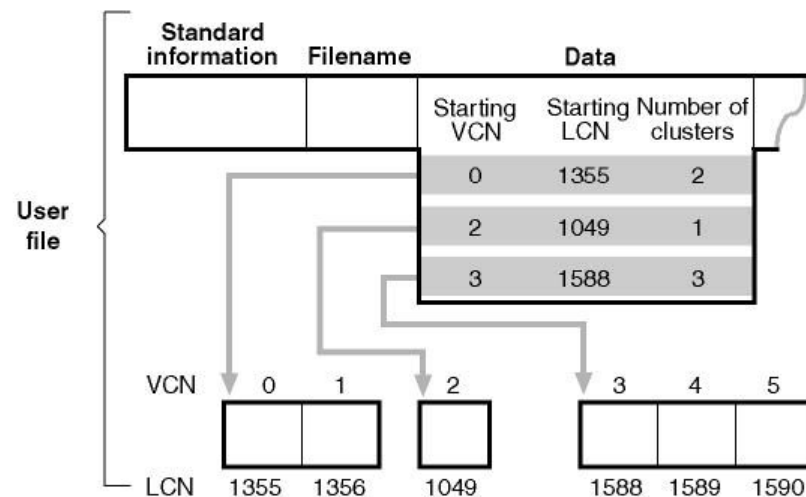 Standard information Filename Data
Starting VCN Starting LCN Number of clusters
0 1355 2
2 1049 1
3 1588 3
User file
VCN 0 1 2 3 4 5
LCN 1355 1356 1049 1588 1589 1590